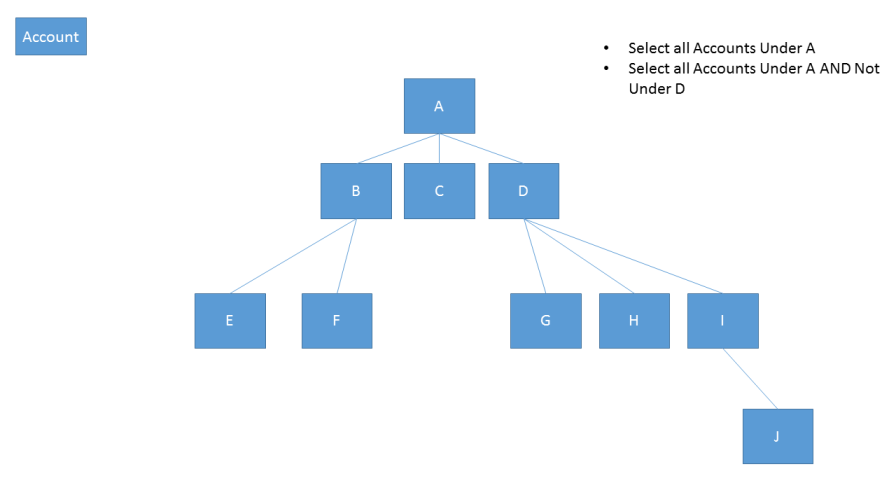 Account
• Select all Accounts Under A
• Select all Accounts Under A AND Not
Under D
A
B C D
E F G H I
J